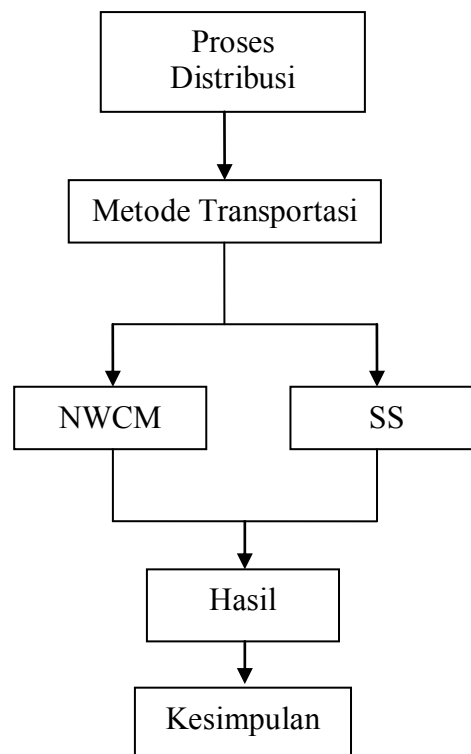 Proses
Distribusi
Metode Transportasi
NWCM
SS
Hasil
Kesimpulan